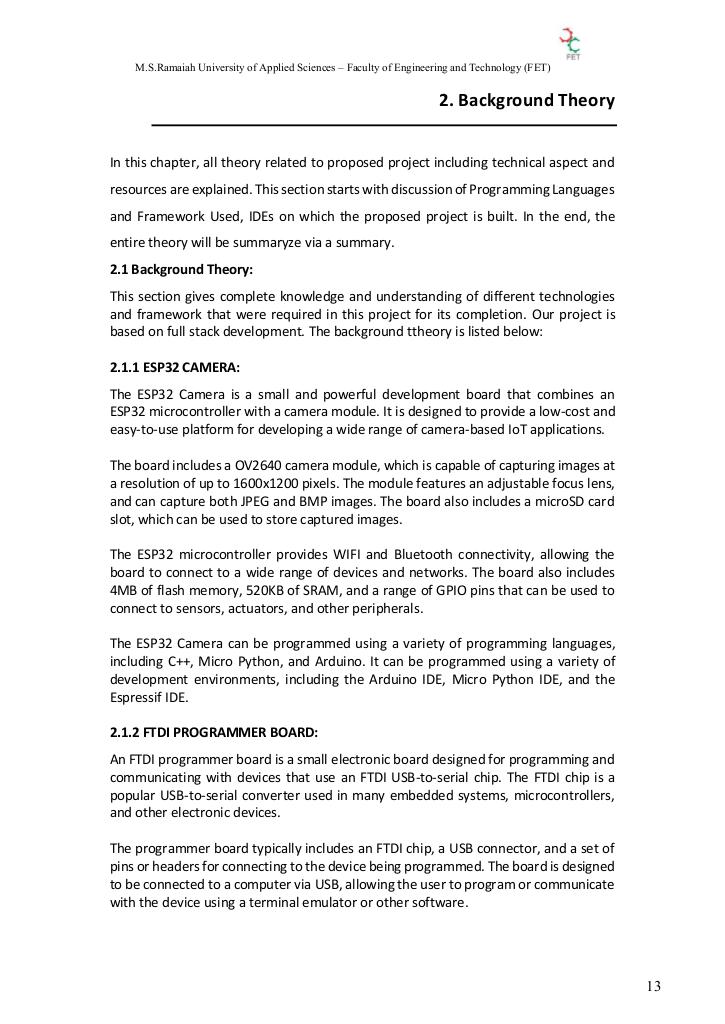 FET
M.S.Ramaiah University of Applied Sciences – Faculty of Engineering and Technology (FET)
2. Background Theory
In this chapter, all theory related to proposed project including technical aspect and
resources are explained. This section starts with discussion of Programming Languages
and Framework Used, IDEs on which the proposed project is built. In the end, the
entire theory will be summaryze via a summary.
2.1 Background Theory:
This section gives complete knowledge and understanding of different technologies
and framework that were required in this project for its completion. Our project is
based on full stack development. The background ttheory is listed below:
2.1.1 ESP32 CAMERA:
The ESP32 Camera is a small and powerful development board that combines an
ESP32 microcontroller with a camera module. It is designed to provide a low-cost and
easy-to-use platform for developing a wide range of camera-based IoT applications.
The board includes a OV2640 camera module, which is capable of capturing images at
a resolution of up to 1600x1200 pixels. The module features an adjustable focus lens,
and can capture both JPEG and BMP images. The board also includes a microSD card
slot, which can be used to store captured images.
The ESP32 microcontroller provides WIFI and Bluetooth connectivity, allowing the
board to connect to a wide range of devices and networks. The board also includes
4MB of flash memory, 520KB of SRAM, and a range of GPIO pins that can be used to
connect to sensors, actuators, and other peripherals.
The ESP32 Camera can be programmed using a variety of programming languages,
including C++, Micro Python, and Arduino. It can be programmed using a variety of
development environments, including the Arduino IDE, Micro Python IDE, and the
Espressif IDE.
2.1.2 FTDI PROGRAMMER BOARD:
An FTDI programmer board is a small electronic board designed for programming and
communicating with devices that use an FTDI USB-to-serial chip. The FTDI chip is a
popular USB-to-serial converter used in many embedded systems, microcontrollers,
and other electronic devices.
The programmer board typically includes an FTDI chip, a USB connector, and a set of
pins or headers for connecting to the device being programmed. The board is designed
to be connected to a computer via USB, allowing the user to program or communicate
with the device using a terminal emulator or other software.
13